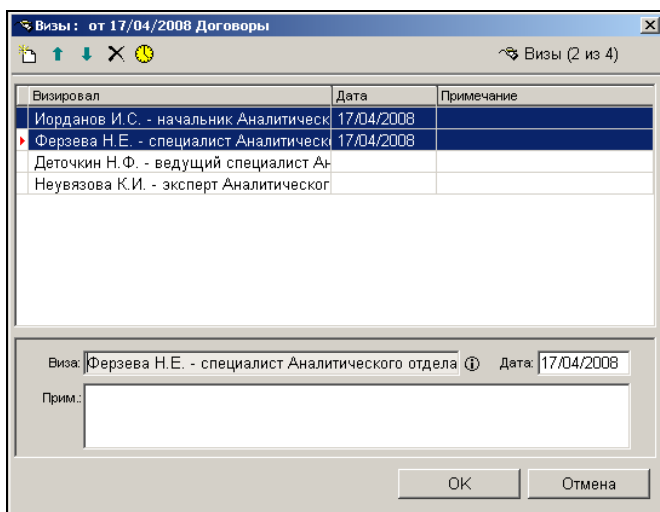 Визы: от 17/04/2008 Договоры
Визы (2 из 4)
Визировал Дата Примечание
Иорданов И.С. - начальник Аналитическ 17/04/2008
Ферзева Н.Е. - специалист Аналитическ 17/04/2008
Деточкин Н.Ф. - ведущий специалист Ан
Неувязова К.И. - эксперт Аналитическог
Виза: Ферзева Н.Е. - специалист Аналитического отдела Дата: 17/04/2008
Прим.:
OK Отмена